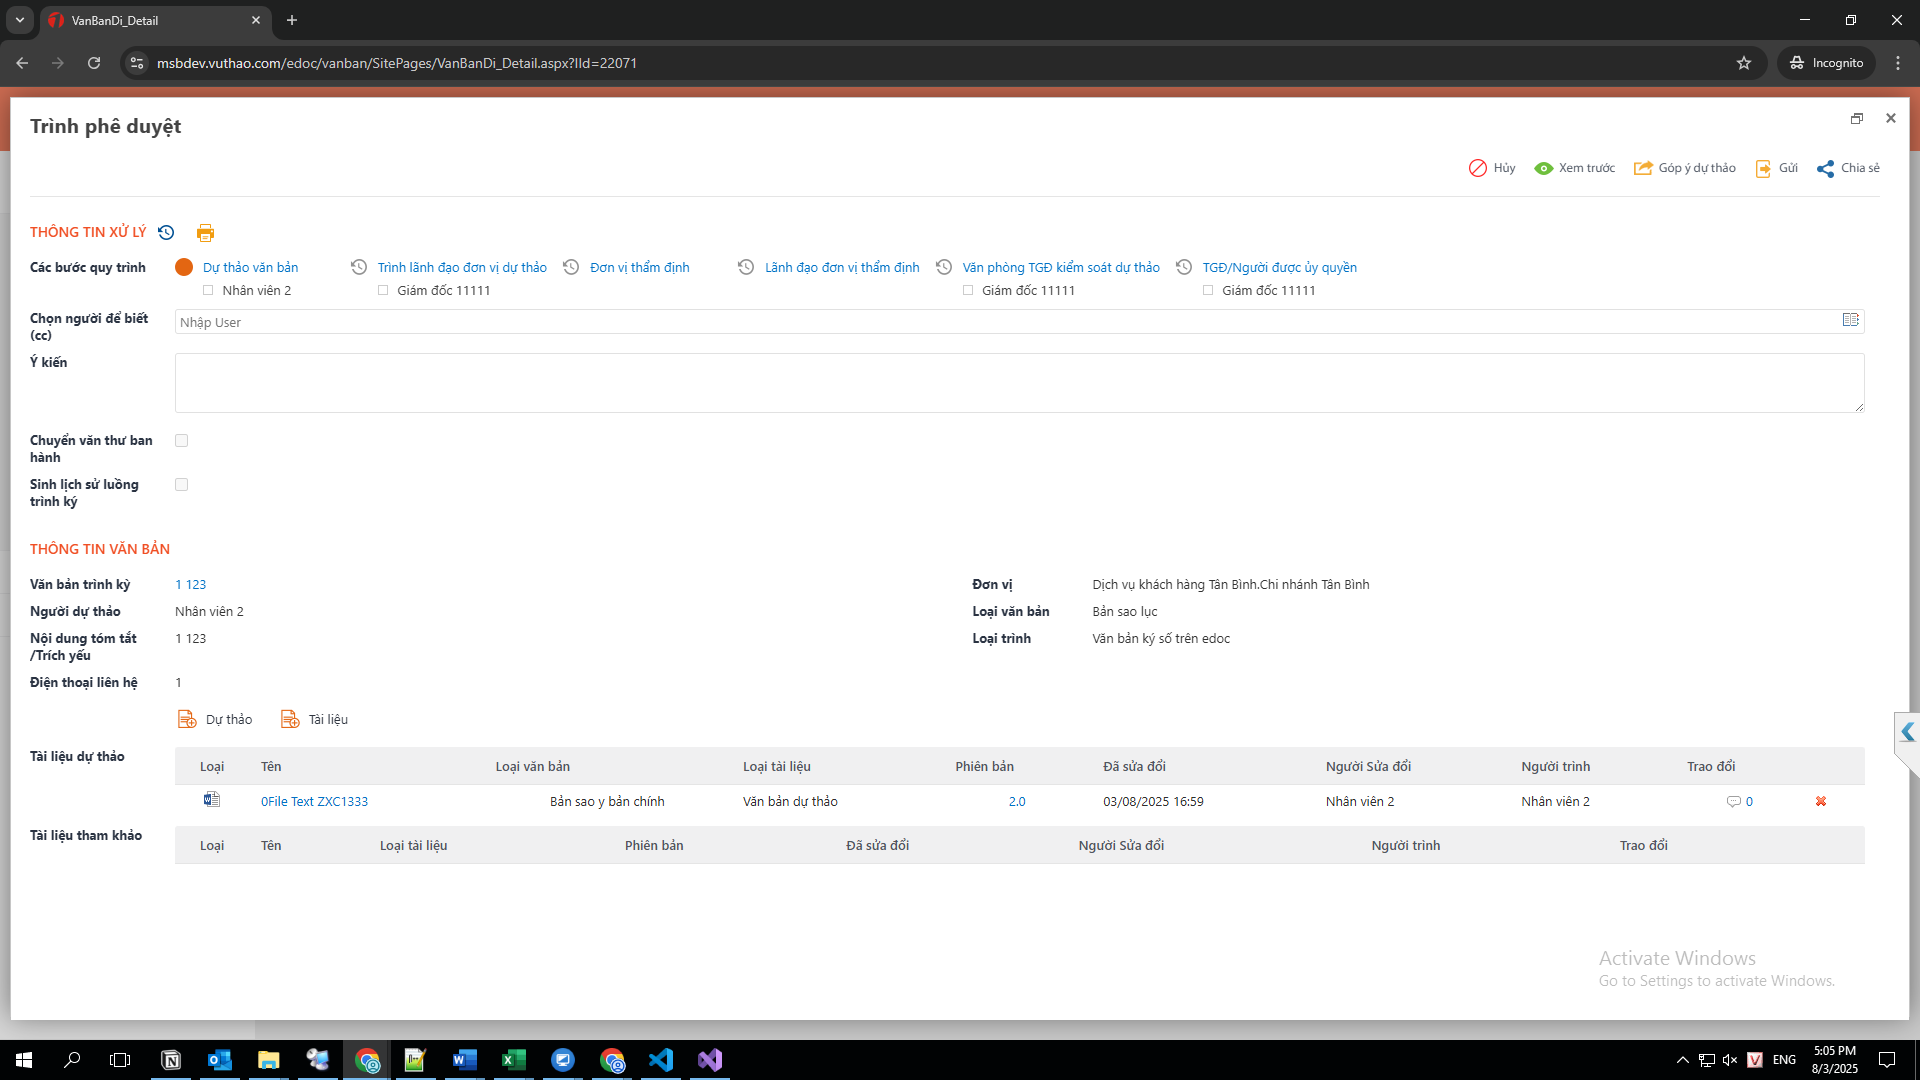 VanBanDi_Detail
msbdev.vuthao.com/edoc/vanban/SitePages/VanBanDi_Detail.aspx?IId=22071
Incognito
Trình phê duyệt
Hủy Xem trước Góp ý dự thảo Gửi Chia sẻ
THÔNG TIN XỬ LÝ
Các bước quy trình Dự thảo văn bản Trình lãnh đạo đơn vị dự thảo Đơn vị thẩm định Lãnh đạo đơn vị thẩm định Văn phòng TGĐ kiểm soát dự thảo TGĐ/Người được ủy quyền
Nhân viên 2 Giám đốc 11111 Giám đốc 11111 Giám đốc 11111
Chọn người để biết
(cc)
Nhập User
Ý kiến
Chuyển văn thư ban
hành
Sinh lịch sử luồng
trình ký
THÔNG TIN VĂN BẢN
Văn bản trình ký 1 123 Đơn vị Dịch vụ khách hàng Tân Bình.Chi nhánh Tân Bình
Người dự thảo Nhân viên 2 Loại văn bản Bản sao lục
Nội dung tóm tắt
/Trích yếu
1 123 Loại trình Văn bản ký số trên edoc
Điện thoại liên hệ 1
Dự thảo Tài liệu
Tài liệu dự thảo Loại Tên Loại văn bản Loại tài liệu Phiên bản Đã sửa đổi Người Sửa đổi Người trình Trao đổi
0File Text ZXC1333 Bản sao y bản chính Văn bản dự thảo 2.0 03/08/2025 16:59 Nhân viên 2 Nhân viên 2 0
Tài liệu tham khảo Loại Tên Loại tài liệu Phiên bản Đã sửa đổi Người Sửa đổi Người trình Trao đổi
Activate Windows
Go to Settings to activate Windows.
ENG
5:05 PM
8/3/2025